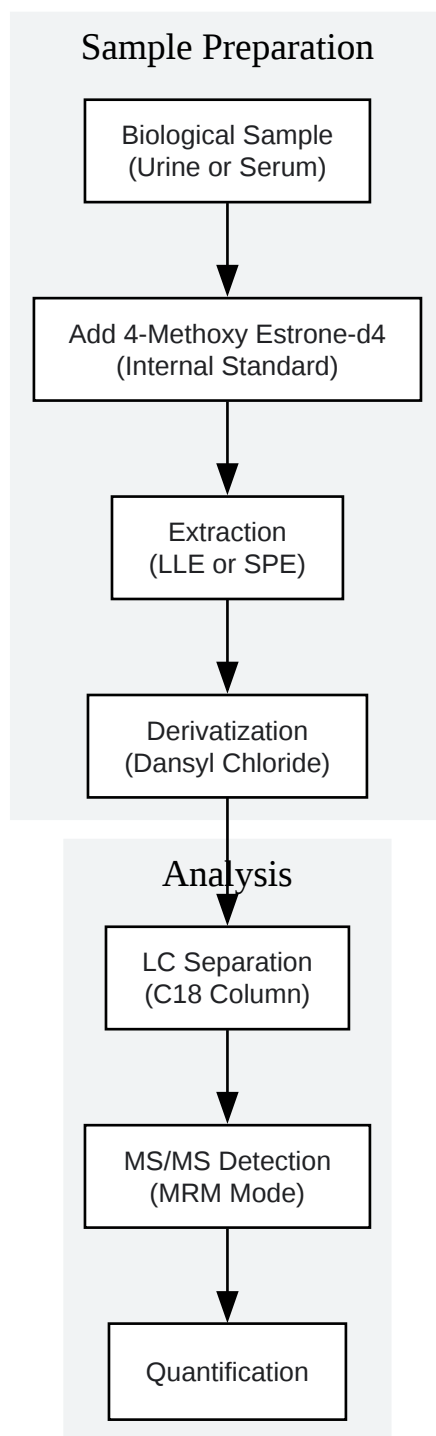 Sample Preparation
Biological Sample
(Urine or Serum)
Add 4-Methoxy Estrone-d4
(Internal Standard)
Extraction
(LLE or SPE)
Derivatization
(Dansyl Chloride)
Analysis
LC Separation
(C18 Column)
MS/MS Detection
(MRM Mode)
Quantification